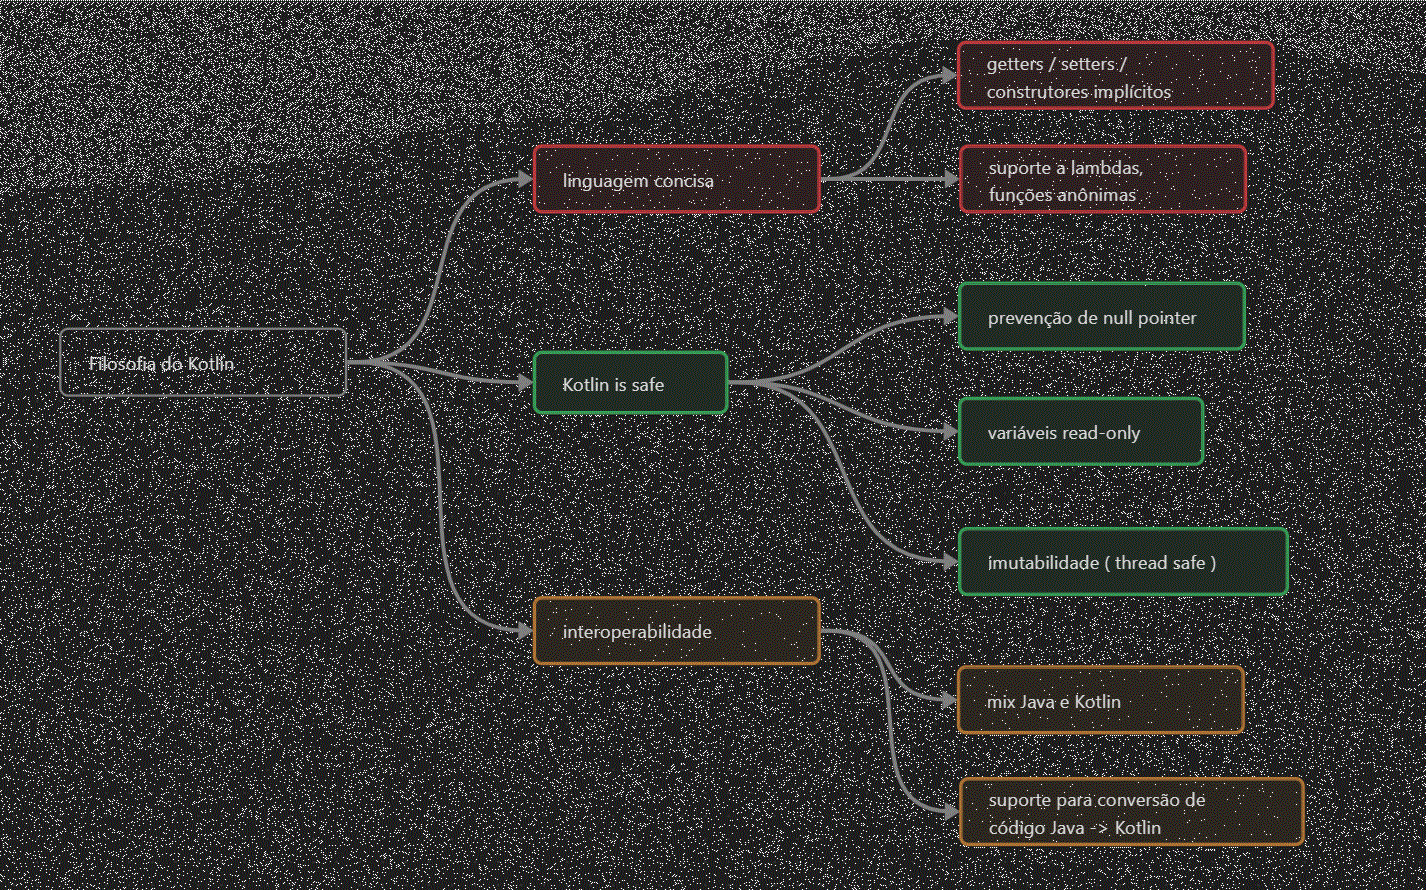 getters / setters /
construtores implícitos
linguagem concisa
suporte a lambdas,
funções anônimas
prevenção de null pointer
Filosofia do Kotlin
Kotlin is safe
variáveis read-only
imutabilidade ( thread safe )
interoperabilidade
mix Java e Kotlin
suporte para conversão de
código Java -> Kotlin